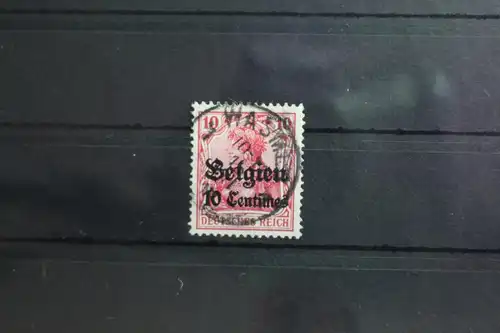 10 10
Belgien
10 Centimes
DEUTSCHES REICH